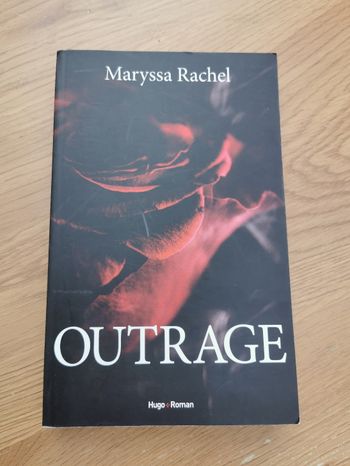 Maryssa Rachel
OUTRAGE
Hugo Roman